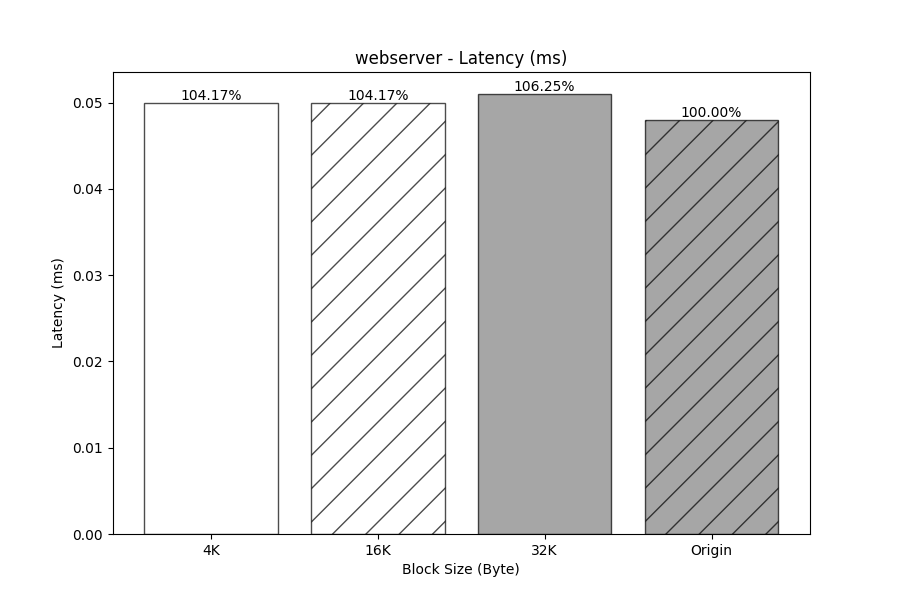 webserver - Latency (ms)
104.17%
104.17%
106.25%
100.00%
0.05
0.04
0.03
0.02
0.01
0.00
Latency (ms)
4K
16K
32K
Origin
Block Size (Byte)